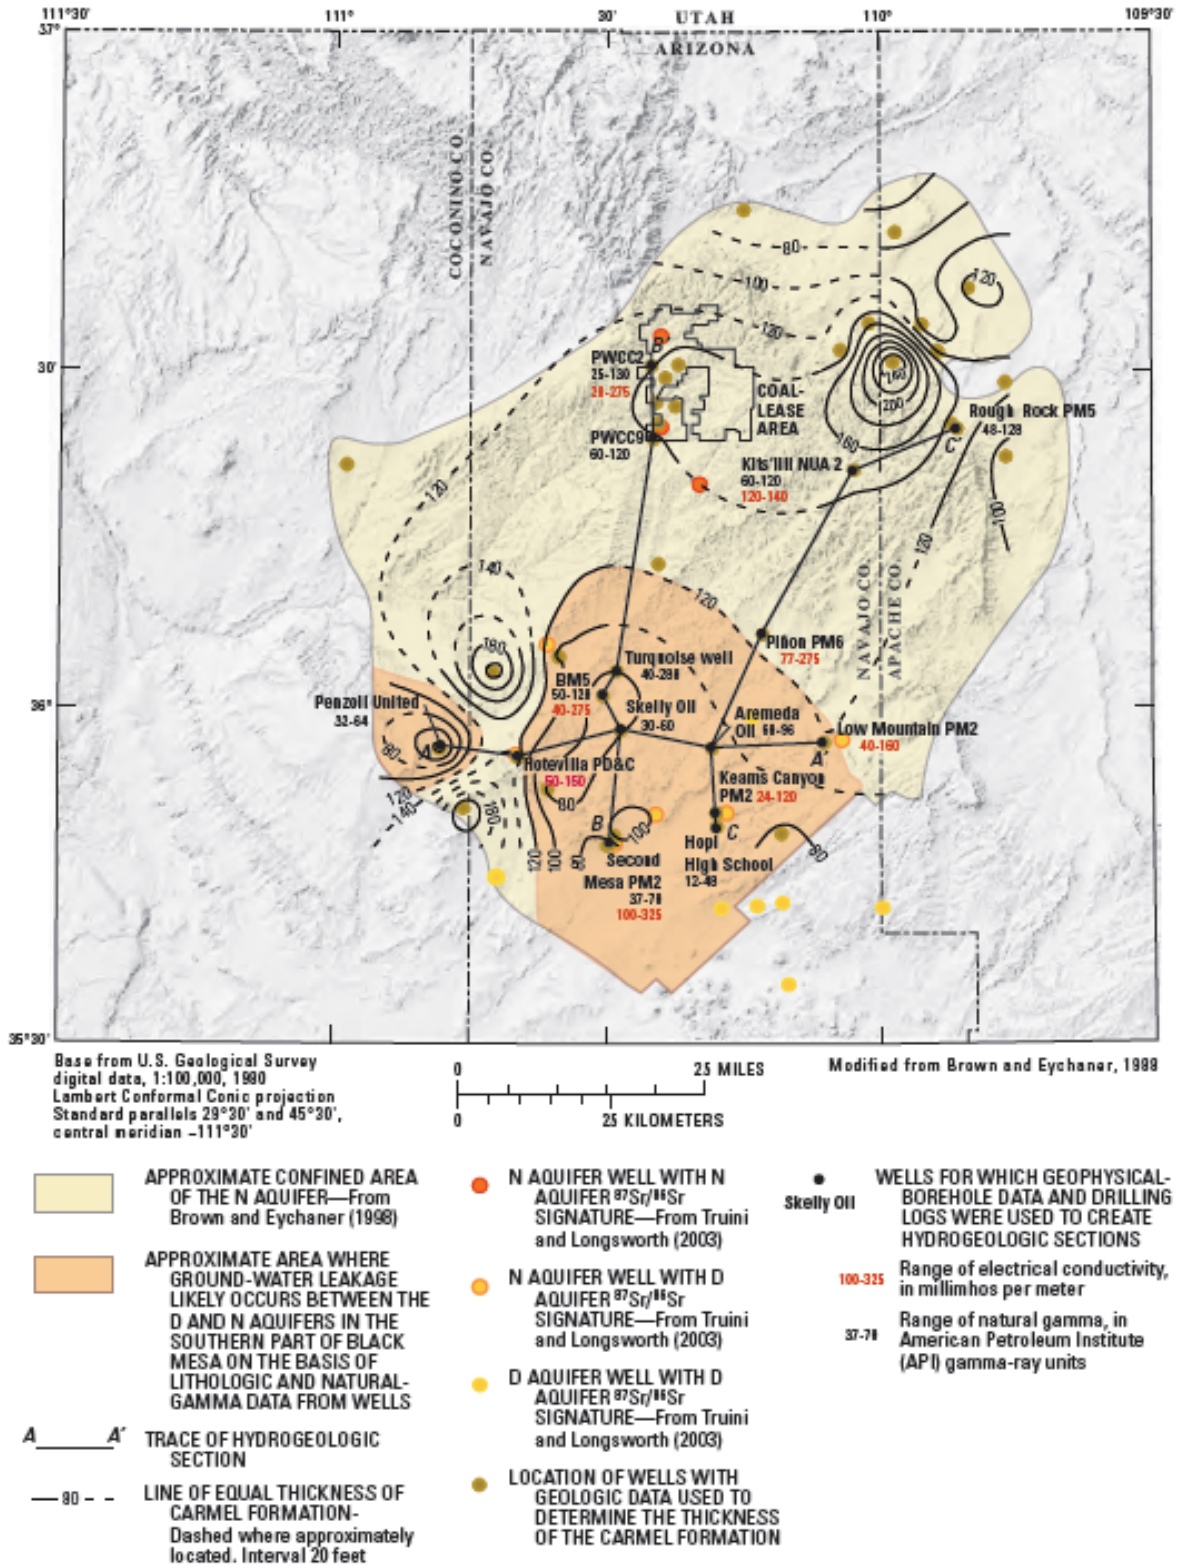 111°30'
111°
30'
UTAH
110°
109°30'
37°
ARIZONA
COCONINO CO.
NAVAJO CO.
80
100
120
120
B'
PWCC2
25-130
28-275
30'
COAL-
LEASE
AREA
160
200
Rough Rock PM5
48-128
C'
PWCC9
60-120
160
Kits'iili NUA 2
60-120
120-140
120
100
120
140
120
NAVAJO CO.
APACHE CO.
180
Piñon PM6
77-275
Turquoise well
40-280
BM5
50-128
40-275
Penzoil United
32-64
36°
Skelly Oil
30-60
Aremeda
Oil 68-96
Low Mountain PM2
40-160
80
A
A'
Hotevilla PD&C
50-150
Keams Canyon
PM2 24-120
120
140
180
80
120
100
B
100
C
Hopi
High School
12-48
80
Second
Mesa PM2
37-78
100-325
35°30'
Base from U.S. Geological Survey
digital data, 1:100,000, 1980
Lambert Conformal Conic projection
Standard parallels 29°30' and 45°30',
central meridian -111°30'
0 25 MILES
0 25 KILOMETERS
Modified from Brown and Eychaner, 1988
APPROXIMATE CONFINED AREA
OF THE N AQUIFER—From
Brown and Eychaner (1998)
APPROXIMATE AREA WHERE
GROUND-WATER LEAKAGE
LIKELY OCCURS BETWEEN THE
D AND N AQUIFERS IN THE
SOUTHERN PART OF BLACK
MESA ON THE BASIS OF
LITHOLOGIC AND NATURAL-
GAMMA DATA FROM WELLS
A A' TRACE OF HYDROGEOLOGIC
SECTION
80 LINE OF EQUAL THICKNESS OF
CARMEL FORMATION-
Dashed where approximately
located. Interval 20 feet
N AQUIFER WELL WITH N
AQUIFER ⁸⁷Sr/⁸⁶Sr
SIGNATURE—From Truini
and Longsworth (2003)
N AQUIFER WELL WITH D
AQUIFER ⁸⁷Sr/⁸⁶Sr
SIGNATURE—From Truini
and Longsworth (2003)
D AQUIFER WELL WITH D
AQUIFER ⁸⁷Sr/⁸⁶Sr
SIGNATURE—From Truini
and Longsworth (2003)
LOCATION OF WELLS WITH
GEOLOGIC DATA USED TO
DETERMINE THE THICKNESS
OF THE CARMEL FORMATION
Skelly Oil
WELLS FOR WHICH GEOPHYSICAL-
BOREHOLE DATA AND DRILLING
LOGS WERE USED TO CREATE
HYDROGEOLOGIC SECTIONS
100-325 Range of electrical conductivity,
in millimhos per meter
37-78 Range of natural gamma, in
American Petroleum Institute
(API) gamma-ray units